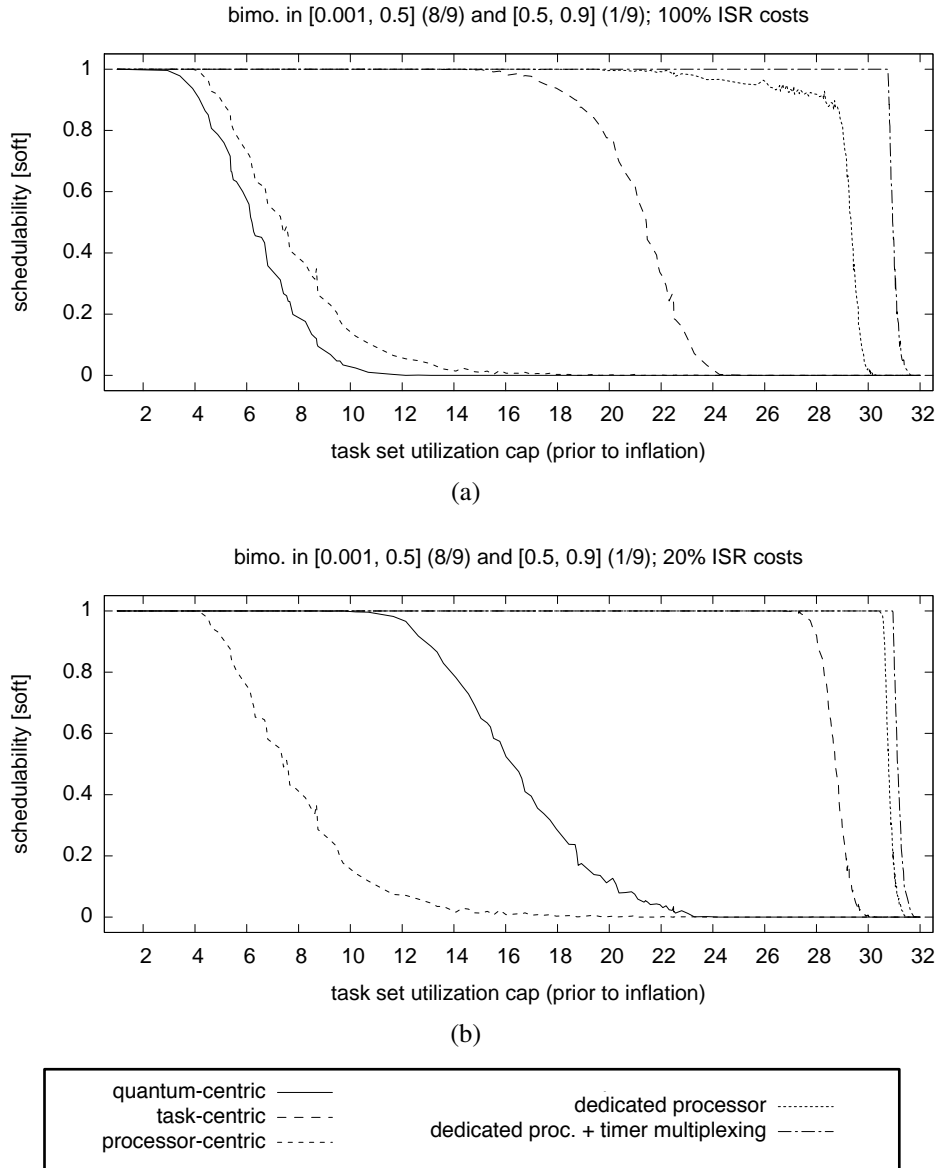 bimo. in [0.001, 0.5] (8/9) and [0.5, 0.9] (1/9); 100% ISR costs
1
0.8
0.6
0.4
0.2
0
schedulability [soft]
2 4 6 8 10 12 14 16 18 20 22 24 26 28 30 32
task set utilization cap (prior to inflation)
(a)
bimo. in [0.001, 0.5] (8/9) and [0.5, 0.9] (1/9); 20% ISR costs
1
0.8
0.6
0.4
0.2
0
schedulability [soft]
2 4 6 8 10 12 14 16 18 20 22 24 26 28 30 32
task set utilization cap (prior to inflation)
(b)
quantum-centric
task-centric
processor-centric
dedicated processor
dedicated proc. + timer multiplexing